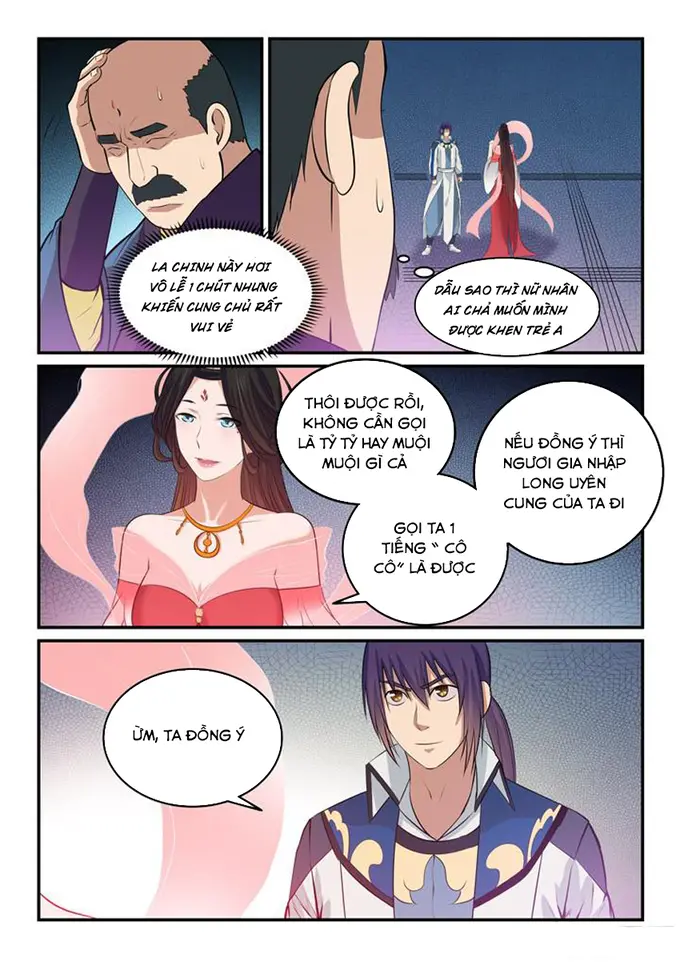 LA CHINH NÀY HƠI
VÔ LỄ 1 CHÚT NHƯNG
KHIẾN CUNG CHỦ RẤT
VUI VẺ
DẪU SAO THÌ NỮ NHÂN
AI CHẢ MUỐN MÌNH
ĐƯỢC KHEN TRẺ A
THÔI ĐƯỢC RỒI,
KHÔNG CẦN GỌI
LÀ TỶ TỶ HAY MUỘI
MUỘI GÌ CẢ
NẾU ĐỒNG Ý THÌ
NGƯƠI GIA NHẬP
LONG UYÊN
CUNG CỦA TA ĐI
GỌI TA 1
TIẾNG “ CÔ
CÔ” LÀ ĐƯỢC
ỪM, TA ĐỒNG Ý